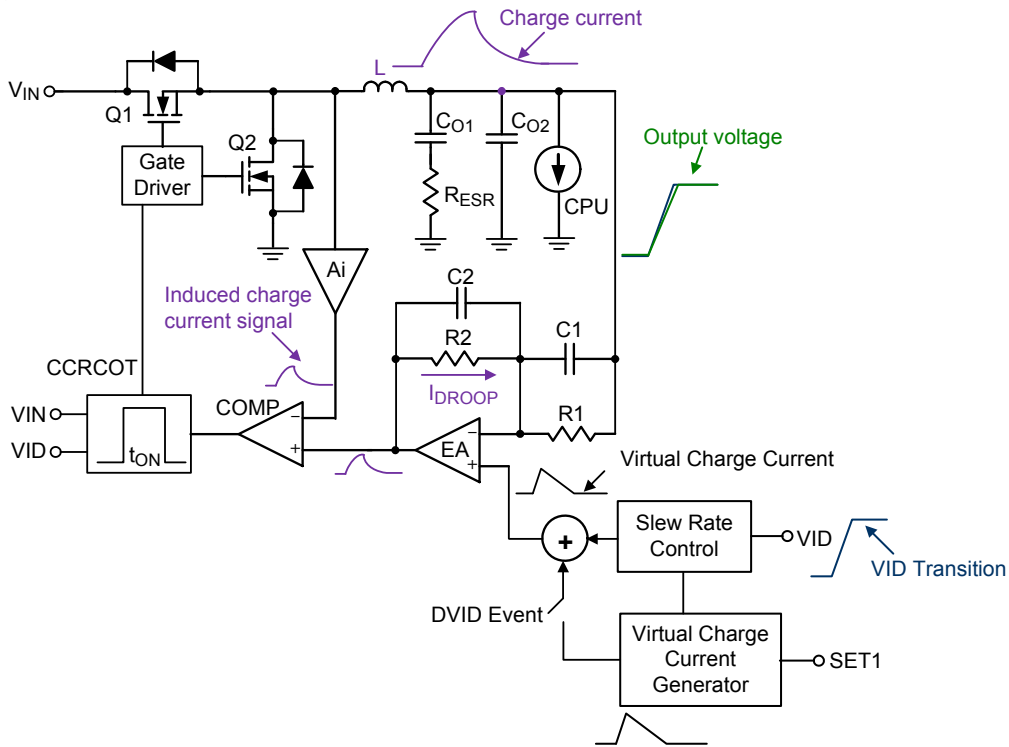 Charge current
L
VIN
Q1
CO1
CO2
Q2
Output voltage
Gate
Driver
RESR
CPU
Ai
C2
Induced charge
current signal
R2
C1
CCRCOT
IDROOP
COMP
VIN
R1
VID
tON
−
+
EA
−
+
Virtual Charge Current
Slew Rate
Control
+
VID
VID Transition
DVID Event
Virtual Charge
Current
Generator
SET1